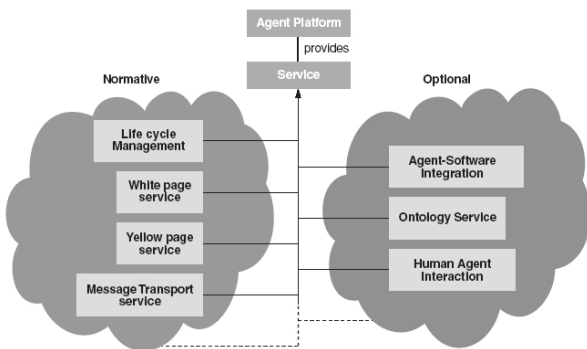 Agent Platform
provides
Service
Normative
Optional
Life cycle
Management
White page
service
Yellow page
service
Message Transport
service
Agent-Software
Integration
Ontology Service
Human Agent
Interaction